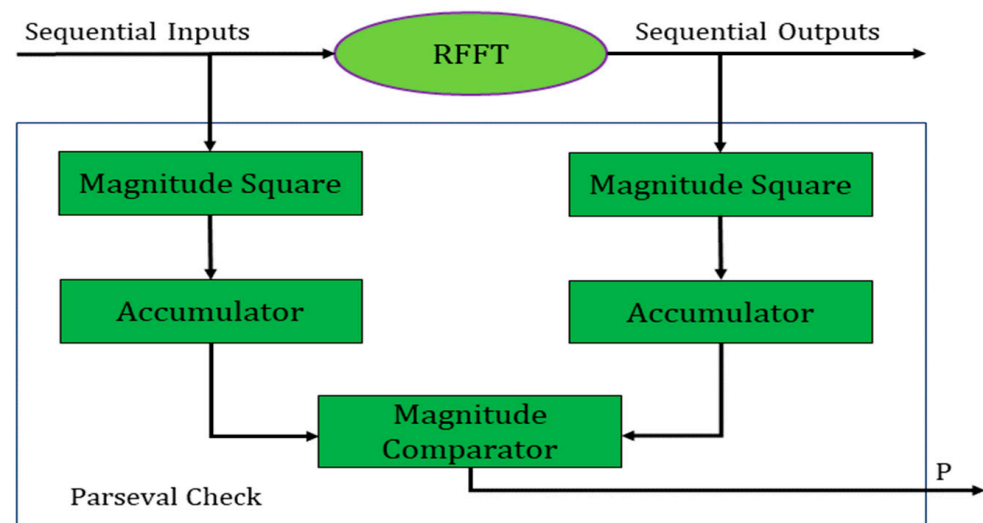 Sequential Inputs
RFFT
Sequential Outputs
Magnitude Square
Magnitude Square
Accumulator
Accumulator
Magnitude
Comparator
P
Parseval Check